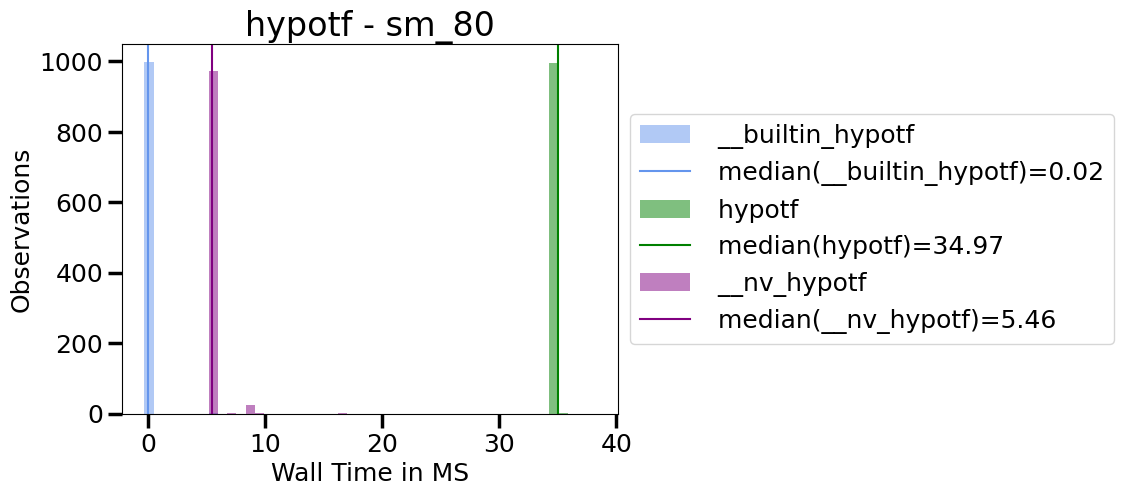 hypotf - sm_80
1000
800
600
400
200
0
Observations
0 10 20 30 40
Wall Time in MS
__builtin_hypotf
median(__builtin_hypotf)=0.02
hypotf
median(hypotf)=34.97
__nv_hypotf
median(__nv_hypotf)=5.46